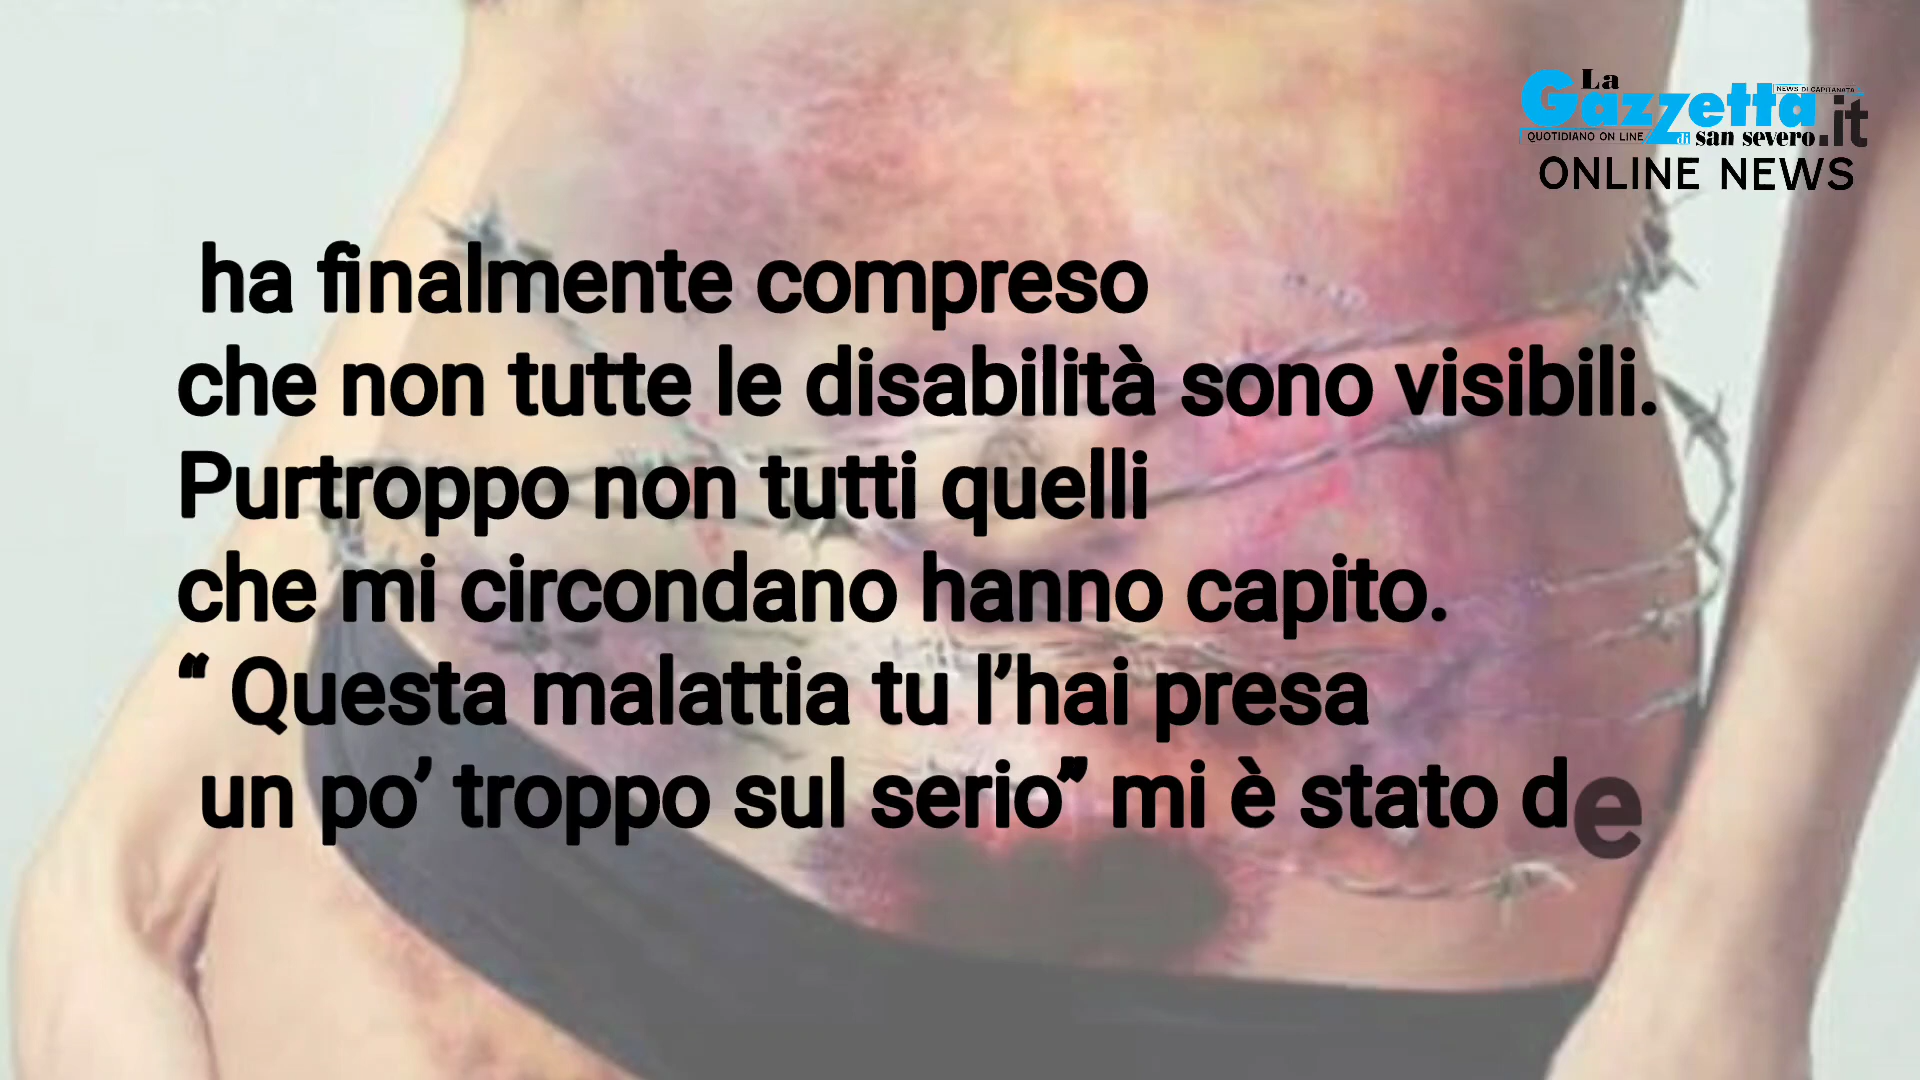 La
Gazzetta.it
NEWS DI CAPITANATA
QUOTIDIANO ON LINE
di san severo
ONLINE NEWS
ha finalmente compreso
che non tutte le disabilità sono visibili.
Purtroppo non tutti quelli
che mi circondano hanno capito.
“ Questa malattia tu l’hai presa
un po’ troppo sul serio” mi è stato de